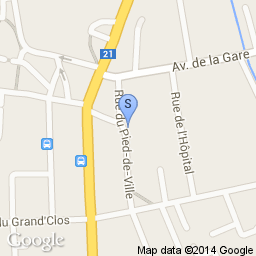 21
Av. de la Gare
S
Rue du Pied-de-Ville
Rue de l'Hôpital
du Grand'Clos
Google
Map data ©2014 Google